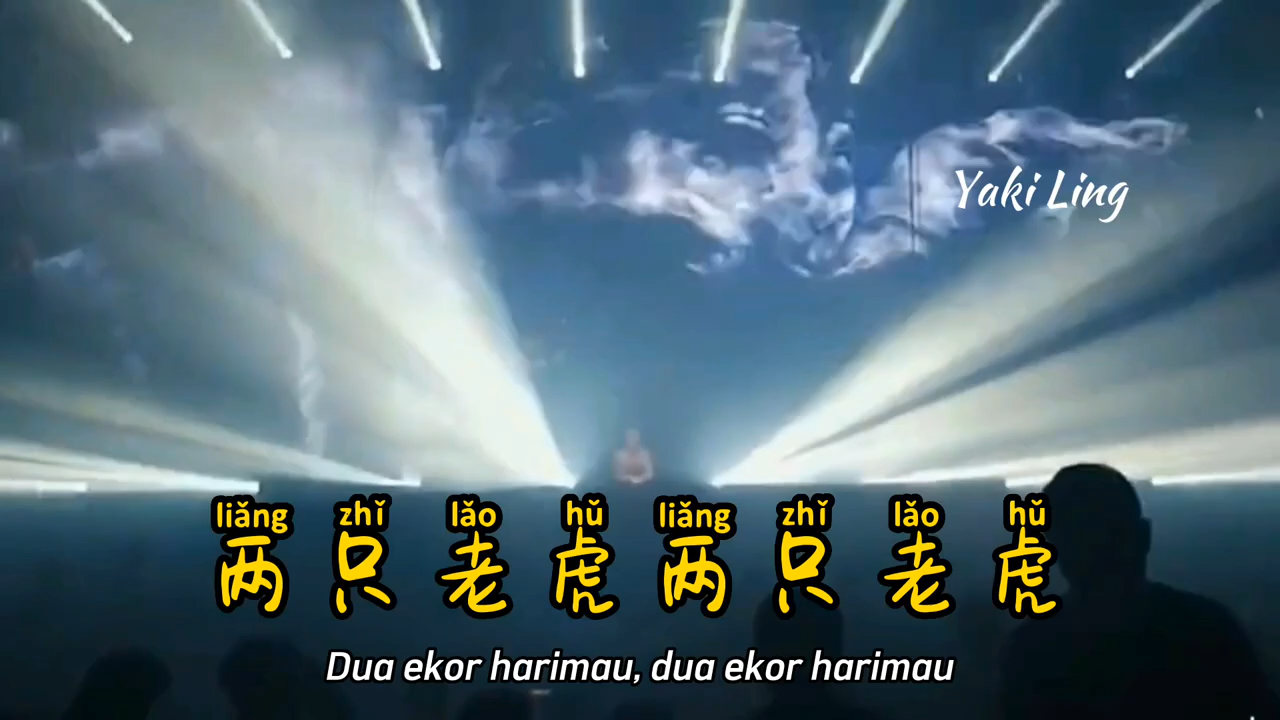 Yaki Ling
liǎng zhǐ lǎo hǔ liǎng zhǐ lǎo hǔ
两只老虎两只老虎
Dua ekor harimau, dua ekor harimau